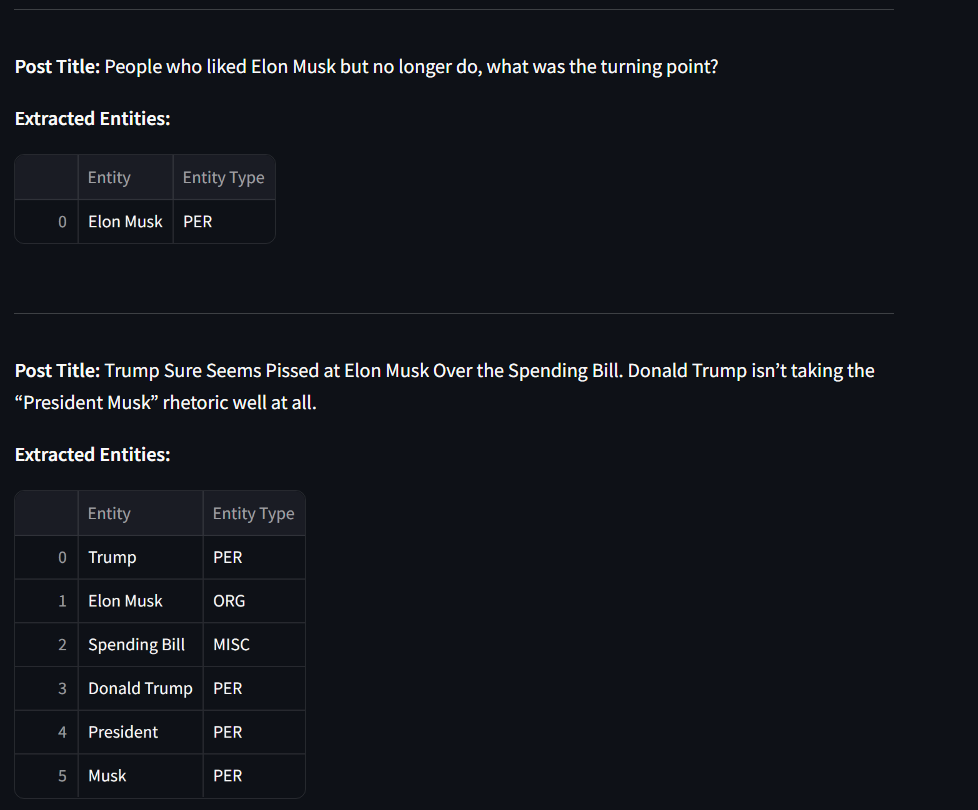 Post Title: People who liked Elon Musk but no longer do, what was the turning point?
Extracted Entities:
Entity Entity Type
0 Elon Musk PER
Post Title: Trump Sure Seems Pissed at Elon Musk Over the Spending Bill. Donald Trump isn’t taking the
“President Musk” rhetoric well at all.
Extracted Entities:
Entity Entity Type
0 Trump PER
1 Elon Musk ORG
2 Spending Bill MISC
3 Donald Trump PER
4 President PER
5 Musk PER